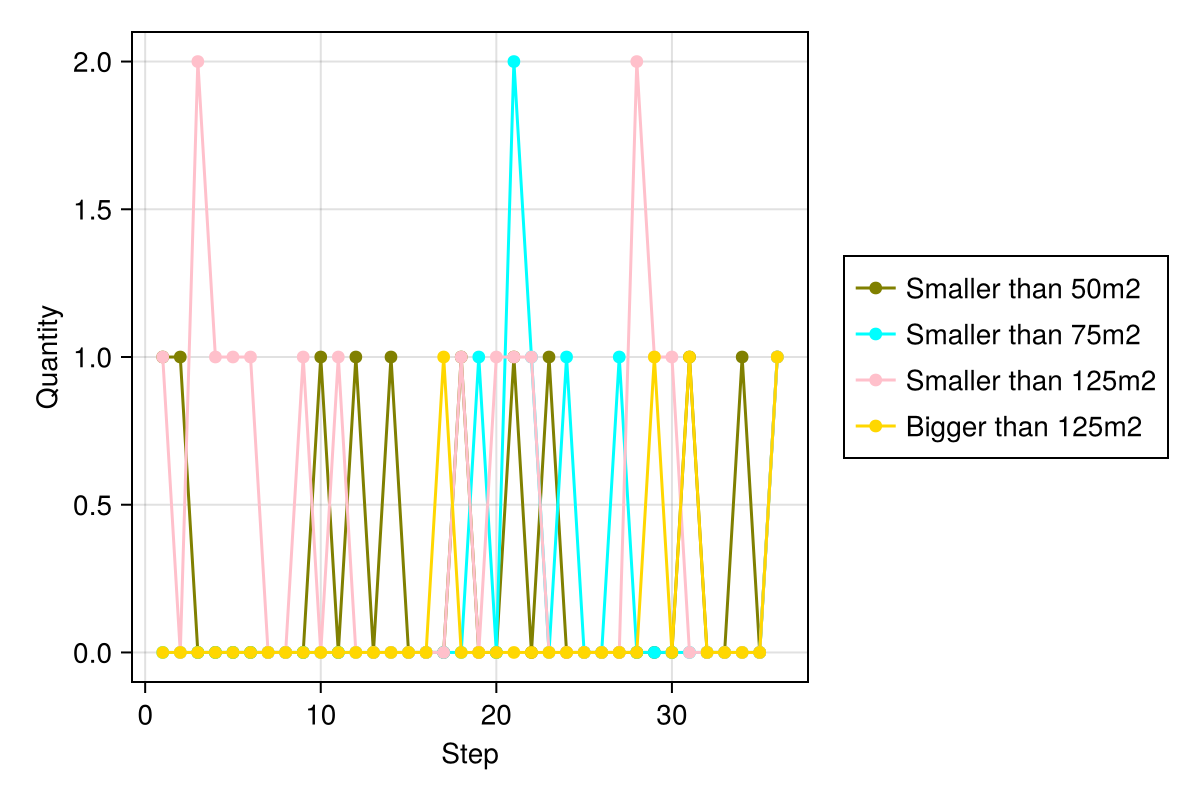 2.0
1.5
1.0
0.5
0.0
Quantity
0 10 20 30
Step
Smaller than 50m2
Smaller than 75m2
Smaller than 125m2
Bigger than 125m2